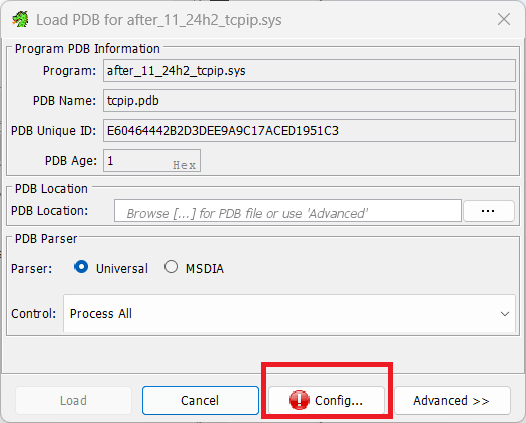 Load PDB for after_11_24h2_tcpip.sys
Program PDB Information
Program: after_11_24h2_tcpip.sys
PDB Name: tcpip.pdb
PDB Unique ID: E60464442B2D3DEE9A9C17ACED1951C3
PDB Age: 1 Hex
PDB Location
PDB Location: Browse [...] for PDB file or use 'Advanced' ...
PDB Parser
Parser: Universal MSDIA
Control: Process All
Load Cancel Config... Advanced >>